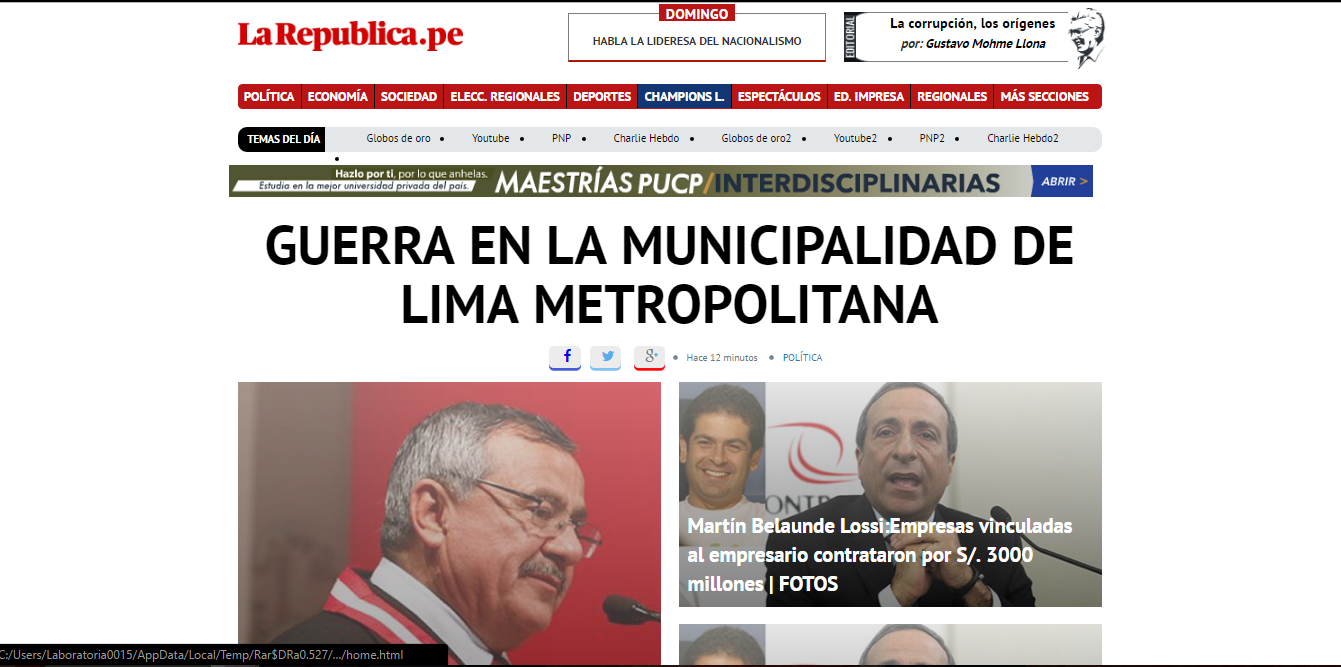 LaRepublica.pe
DOMINGO
HABLA LA LIDERESA DEL NACIONALISMO
EDITORIAL
La corrupción, los orígenes
por: Gustavo Mohme Llona
POLÍTICA ECONOMÍA SOCIEDAD ELECC. REGIONALES DEPORTES CHAMPIONS L. ESPECTÁCULOS ED. IMPRESA REGIONALES MÁS SECCIONES
TEMAS DEL DÍA Globos de oro • Youtube • PNP • Charlie Hebdo • Globos de oro2 • Youtube2 • PNP2 • Charlie Hebdo2
•
Hazlo por ti, por lo que anhelas.
Estudia en la mejor universidad privada del país.
MAESTRÍAS PUCP/INTERDISCIPLINARIAS
ABRIR >
GUERRA EN LA MUNICIPALIDAD DE
LIMA METROPOLITANA
f g+ • Hace 12 minutos • POLÍTICA
ONTR
Martín Belaunde Lossi:Empresas vinculadas
al empresario contrataron por S/. 3000
millones | FOTOS
C:/Users/Laboratoria0015/AppData/Local/Temp/Rar$DRa0.527/.../home.html